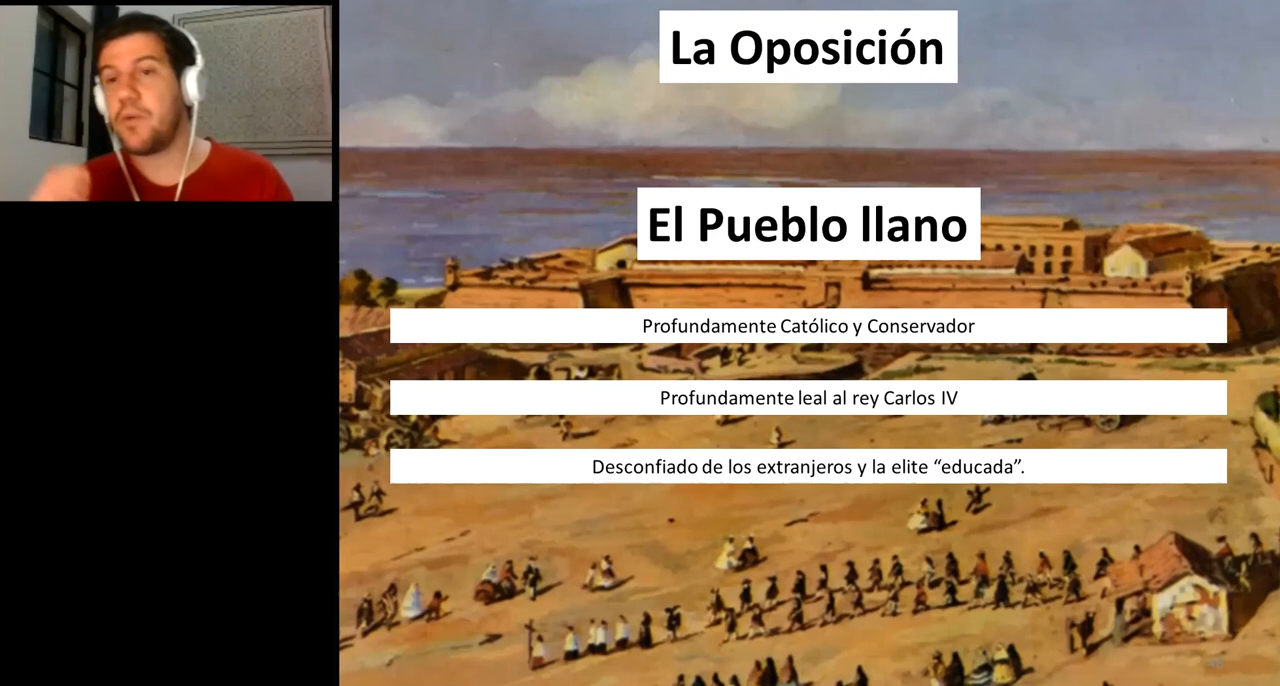 La Oposición
El Pueblo llano
Profundamente Católico y Conservador
Profundamente leal al rey Carlos IV
Desconfiado de los extranjeros y la elite “educada”.